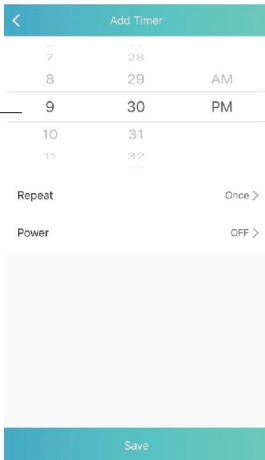 Add Timer
7 28
8 29 AM
9 30 PM
10 31
11 32
Repeat Once >
Power OFF >
Save